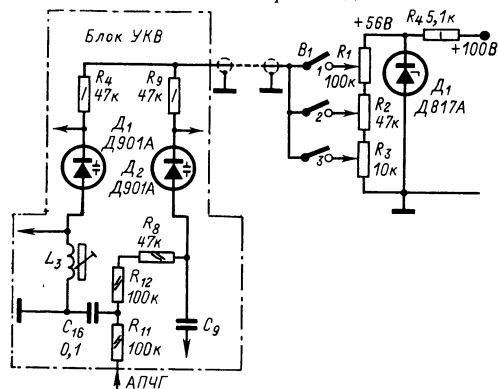 Блок УКВ
+56В
R4 5,1к
+100В
B1
R1
100к
Д1
Д817А
R4
47к
R9
47к
1
2
3
R2
47к
R3
10к
Д1
Д901А
Д2
Д901А
R8
47к
L3
R12
100к
C16
0,1
R11
100к
C9
АПЧГ